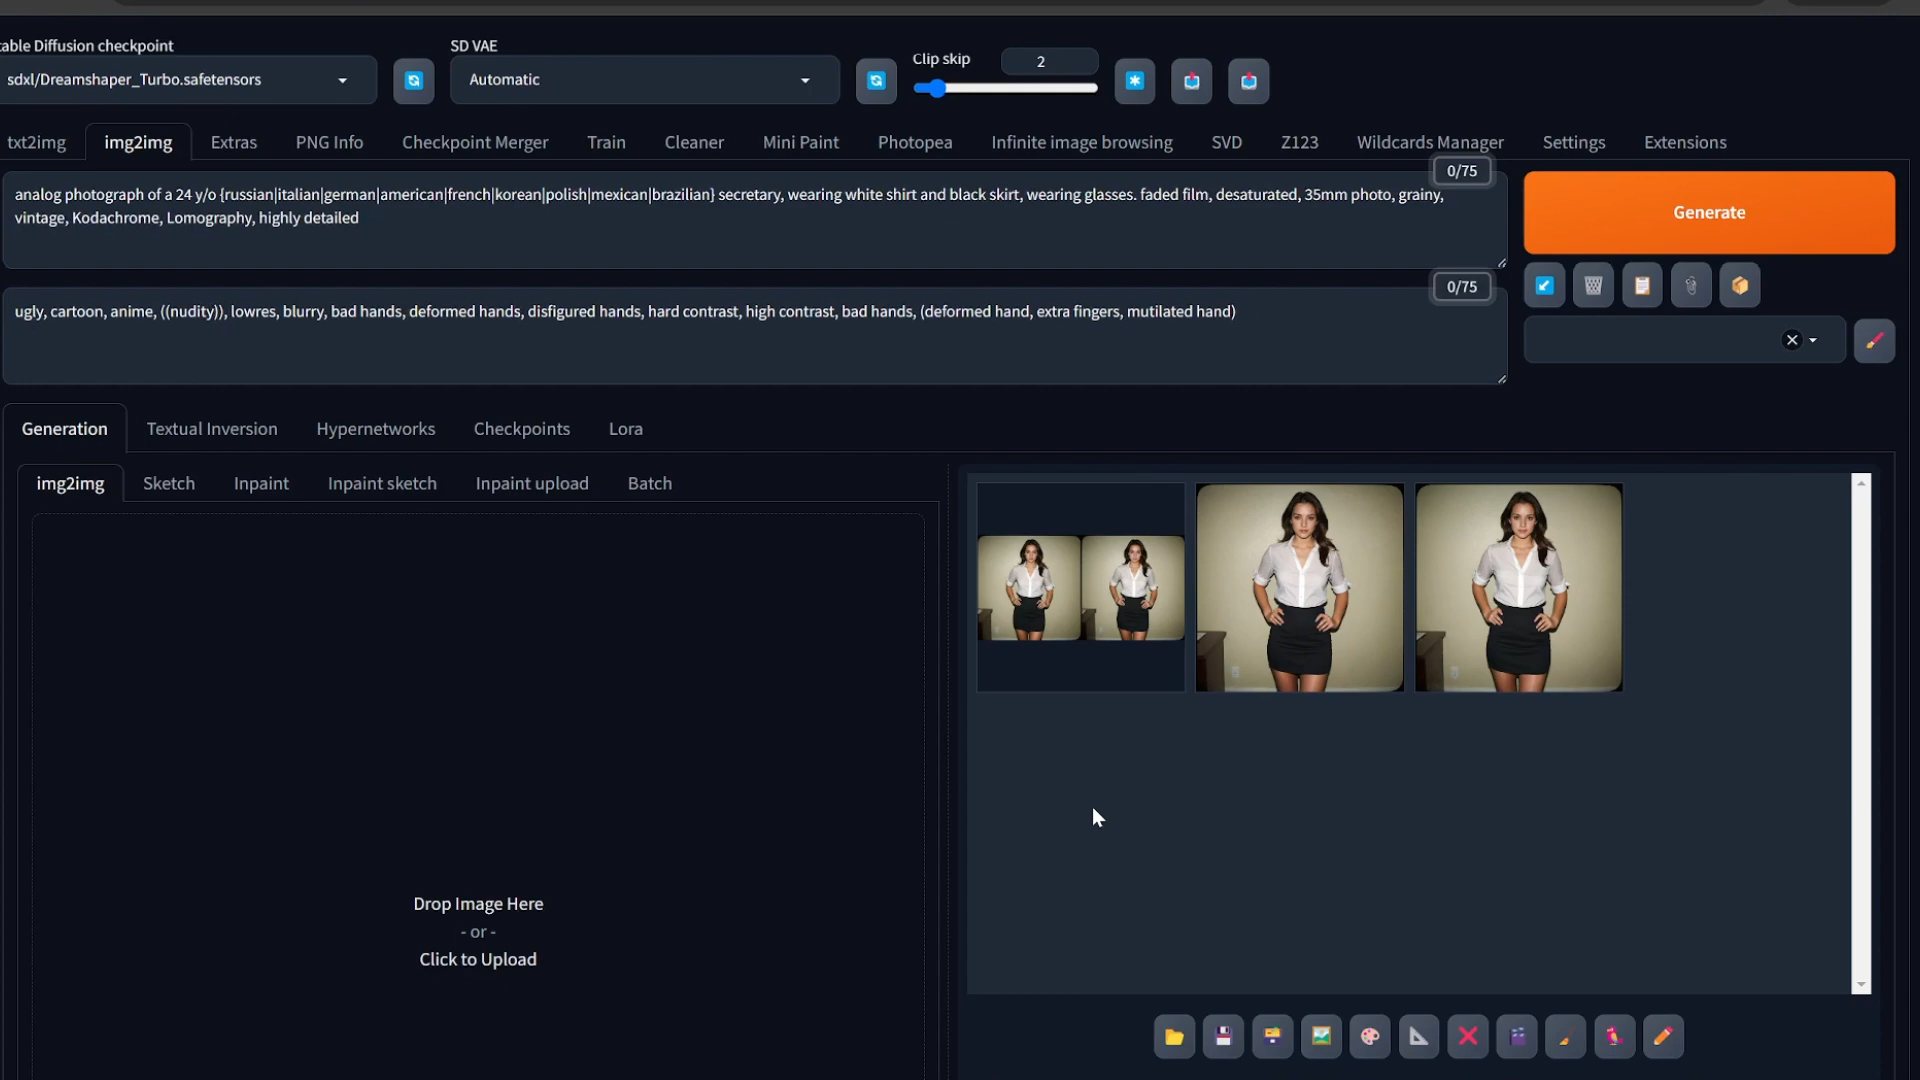 able Diffusion checkpoint
SD VAE
Clip skip
2
sdxl/Dreamshaper_Turbo.safetensors
Automatic
txt2img
img2img
Extras
PNG Info
Checkpoint Merger
Train
Cleaner
Mini Paint
Photopea
Infinite image browsing
SVD
Z123
Wildcards Manager
Settings
Extensions
0/75
analog photograph of a 24 y/o {russian|italian|german|american|french|korean|polish|mexican|brazilian} secretary, wearing white shirt and black skirt, wearing glasses. faded film, desaturated, 35mm photo, grainy,
vintage, Kodachrome, Lomography, highly detailed
Generate
0/75
ugly, cartoon, anime, ((nudity)), lowres, blurry, bad hands, deformed hands, disfigured hands, hard contrast, high contrast, bad hands, (deformed hand, extra fingers, mutilated hand)
Generation
Textual Inversion
Hypernetworks
Checkpoints
Lora
img2img
Sketch
Inpaint
Inpaint sketch
Inpaint upload
Batch
Drop Image Here
- or -
Click to Upload